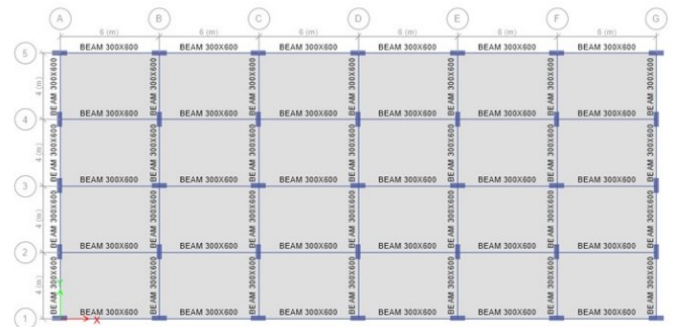 A B C D E F G
6 (m) 6 (m) 6 (m) 6 (m) 6 (m) 6 (m)
5 BEAM 300X600 BEAM 300X600 BEAM 300X600 BEAM 300X600 BEAM 300X600 BEAM 300X600
4 (m) BEAM 300X600 BEAM 300X600 BEAM 300X600 BEAM 300X600 BEAM 300X600 BEAM 300X600 BEAM 300X600
4 BEAM 300X600 BEAM 300X600 BEAM 300X600 BEAM 300X600 BEAM 300X600 BEAM 300X600
4 (m) BEAM 300X600 BEAM 300X600 BEAM 300X600 BEAM 300X600 BEAM 300X600 BEAM 300X600 BEAM 300X600
3 BEAM 300X600 BEAM 300X600 BEAM 300X600 BEAM 300X600 BEAM 300X600 BEAM 300X600
4 (m) BEAM 300X600 BEAM 300X600 BEAM 300X600 BEAM 300X600 BEAM 300X600 BEAM 300X600 BEAM 300X600
2 BEAM 300X600 BEAM 300X600 BEAM 300X600 BEAM 300X600 BEAM 300X600 BEAM 300X600
4 (m) BEAM 300X600 BEAM 300X600 BEAM 300X600 BEAM 300X600 BEAM 300X600 BEAM 300X600 BEAM 300X600
Y
1 BEAM 300X600 BEAM 300X600 BEAM 300X600 BEAM 300X600 BEAM 300X600 BEAM 300X600
X